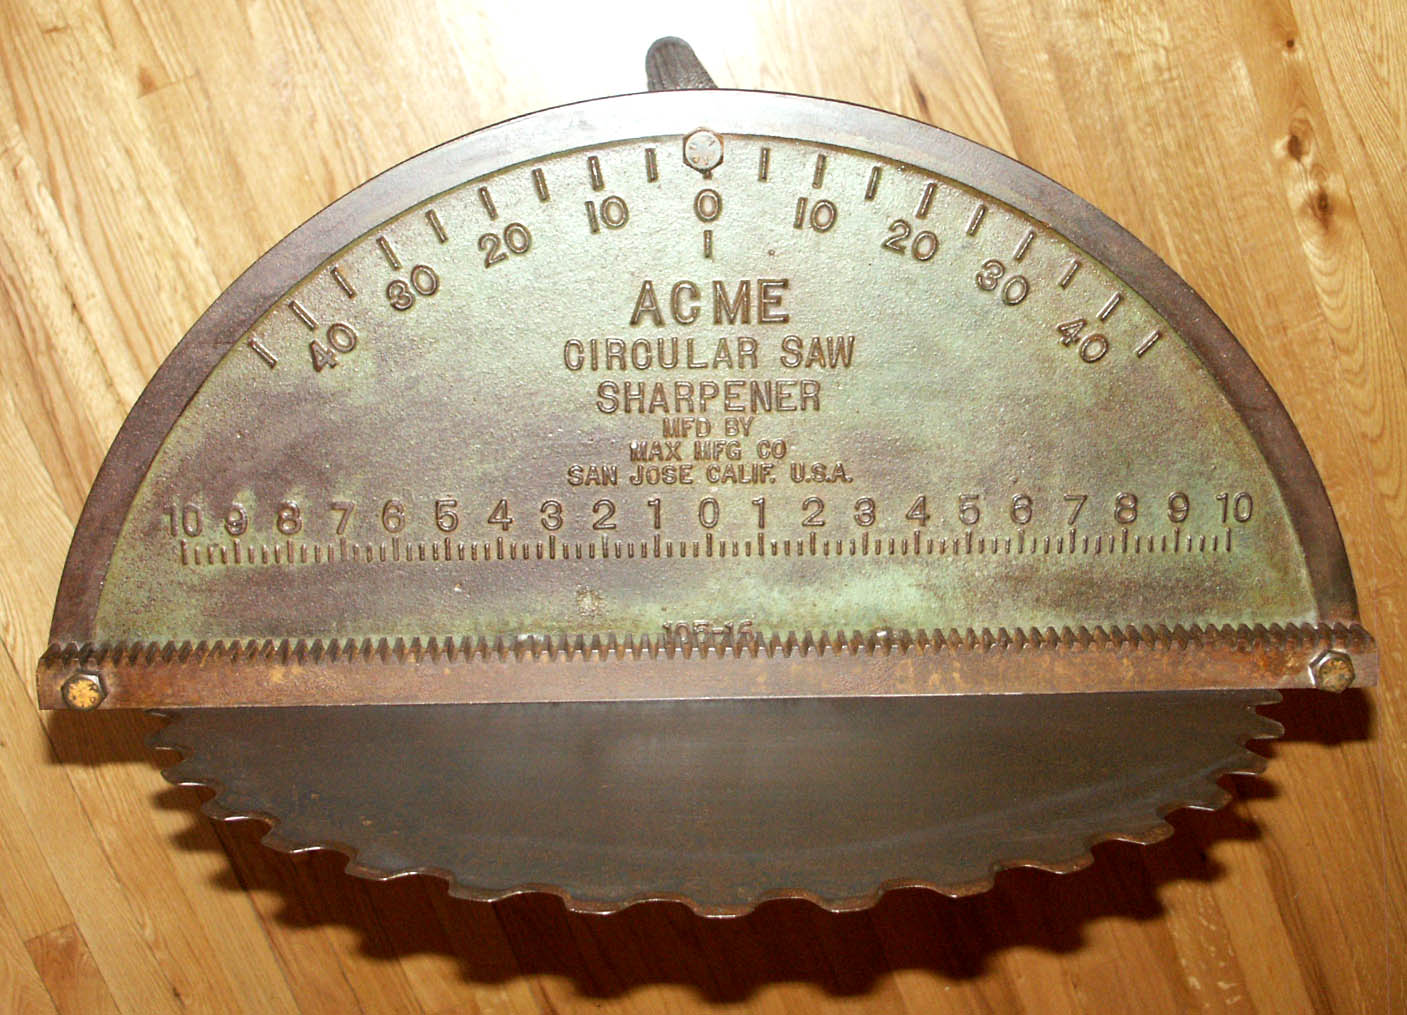 40 30 20 10 0 10 20 30 40
ACME
CIRCULAR SAW
SHARPENER
MFD BY
MAX MFG CO
SAN JOSE CALIF. U.S.A.
10 9 8 7 6 5 4 3 2 1 0 1 2 3 4 5 6 7 8 9 10
105-15